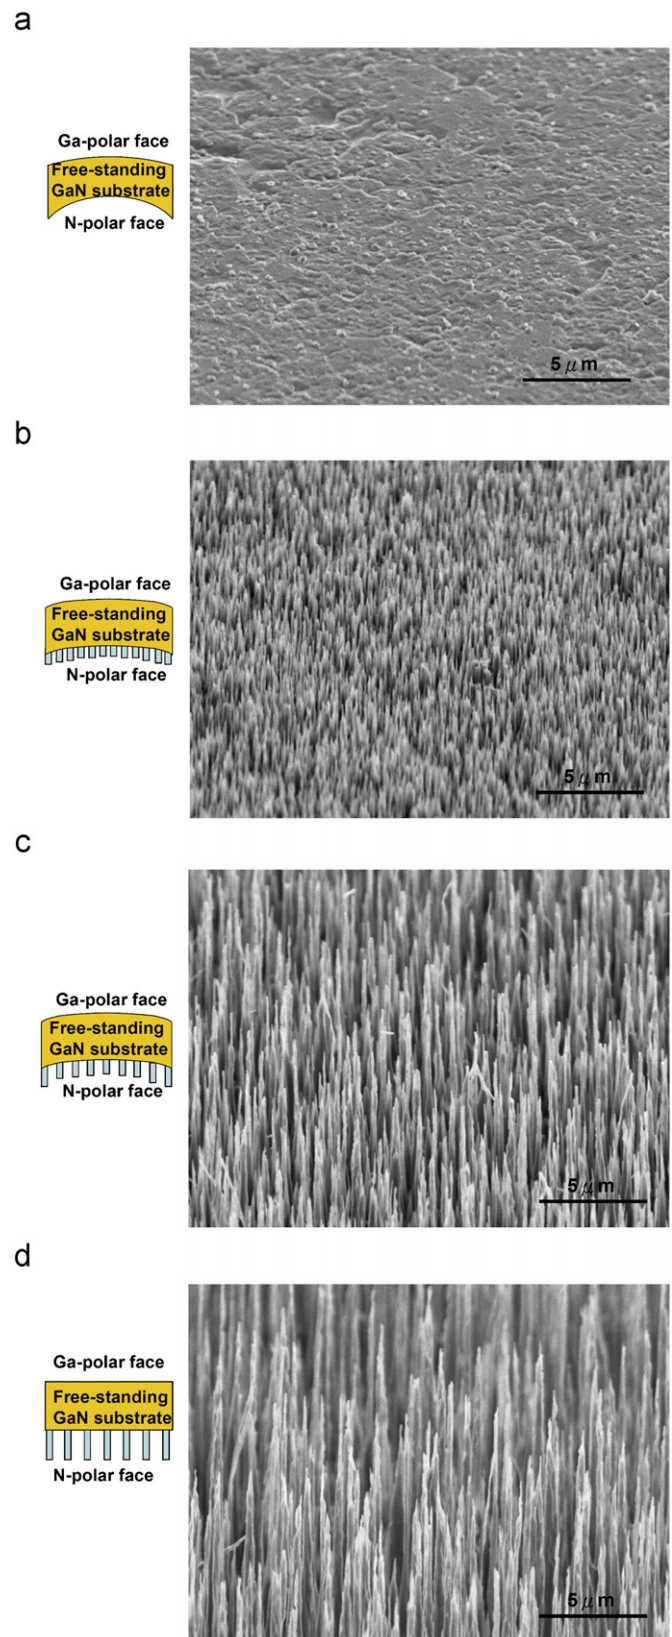 a
Ga-polar face
Free-standing
GaN substrate
N-polar face
5 μm
b
Ga-polar face
Free-standing
GaN substrate
N-polar face
5 μm
c
Ga-polar face
Free-standing
GaN substrate
N-polar face
5 μm
d
Ga-polar face
Free-standing
GaN substrate
N-polar face
5 μm